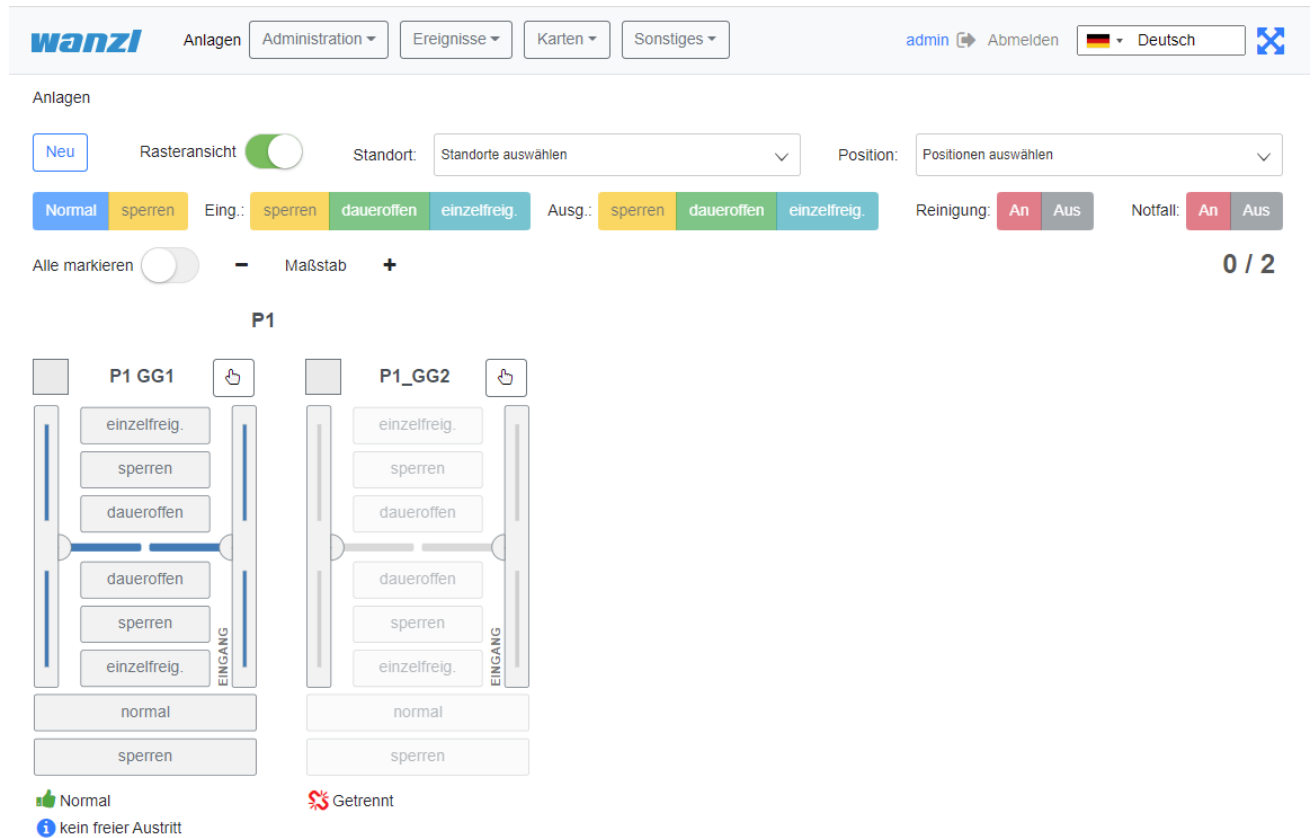 wanzl Anlagen Administration Ereignisse Karten Sonstiges admin Abmelden Deutsch
Anlagen
Neu Rasteransicht Standort: Standorte auswählen Position: Positionen auswählen
Normal sperren Eing.: sperren daueroffen einzelfreig. Ausg.: sperren daueroffen einzelfreig. Reinigung: An Aus Notfall: An Aus
Alle markieren − Maßstab + 0 / 2
P1
P1 GG1 P1_GG2
einzelfreig. einzelfreig.
sperren sperren
daueroffen daueroffen
daueroffen daueroffen
sperren sperren
EINGANG EINGANG
einzelfreig. einzelfreig.
normal normal
sperren sperren
Normal Getrennt
kein freier Austritt